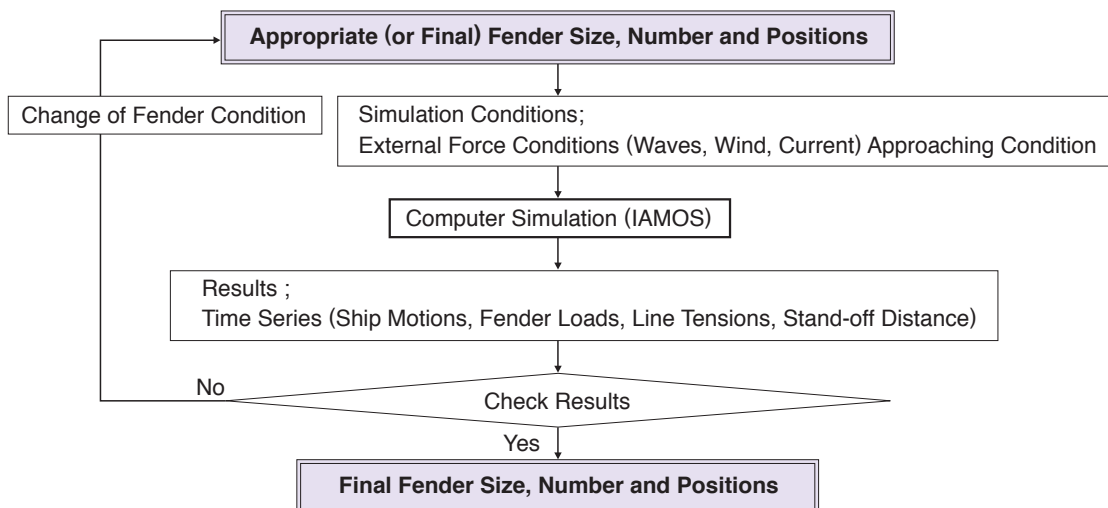 Appropriate (or Final) Fender Size, Number and Positions
Change of Fender Condition
Simulation Conditions;
External Force Conditions (Waves, Wind, Current) Approaching Condition
Computer Simulation (IAMOS)
Results ;
Time Series (Ship Motions, Fender Loads, Line Tensions, Stand-off Distance)
No
Check Results
Yes
Final Fender Size, Number and Positions